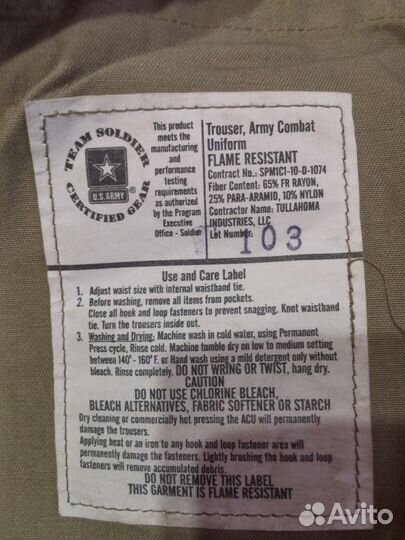 TEAM SOLDIER
U.S. ARMY
®
CERTIFIED GEAR
This product
meets the
manufacturing
and
performance
testing
requirements
as authorized
by the Program
Executive
Office - Soldier
Trouser, Army Combat
Uniform
FLAME RESISTANT
Contract No.: SPM1C1-10-D-1074
Fiber Content: 65% FR RAYON,
25% PARA-ARAMID, 10% NYLON
Contractor Name: TULLAHOMA
INDUSTRIES, LLC
Lot Number:
103
Use and Care Label
1. Adjust waist size with internal waistband tie.
2. Before washing, remove all items from pockets.
Close all hook and loop fasteners to prevent snagging. Knot waistband
tie. Turn the trousers inside out.
3. Washing and Drying: Machine wash in cold water, using Permanent
Press cycle, Rinse cold. Machine tumble dry on low to medium setting
between 140° - 160° F. or Hand wash using a mild detergent only without
bleach. Rinse completely. DO NOT WRING OR TWIST, hang dry.
CAUTION
DO NOT USE CHLORINE BLEACH,
BLEACH ALTERNATIVES, FABRIC SOFTENER OR STARCH
Dry cleaning or commercially hot pressing the ACU will permanently
damage the trousers.
Applying heat or an iron to any hook and loop fastener area will
permanently damage the fasteners. Lightly brushing the hook and loop
fasteners will remove accumulated debris.
DO NOT REMOVE THIS LABEL
THIS GARMENT IS FLAME RESISTANT
Avito